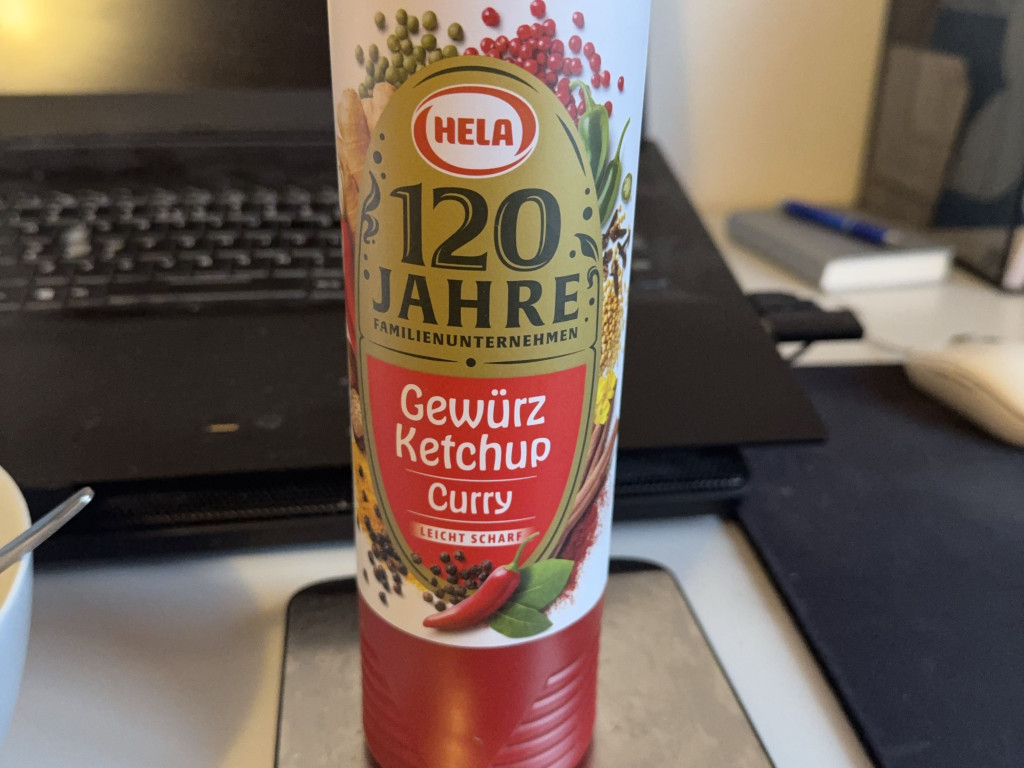 HELA
120
JAHRE
FAMILIENUNTERNEHMEN
Gewürz
Ketchup
Curry
LEICHT SCHARF